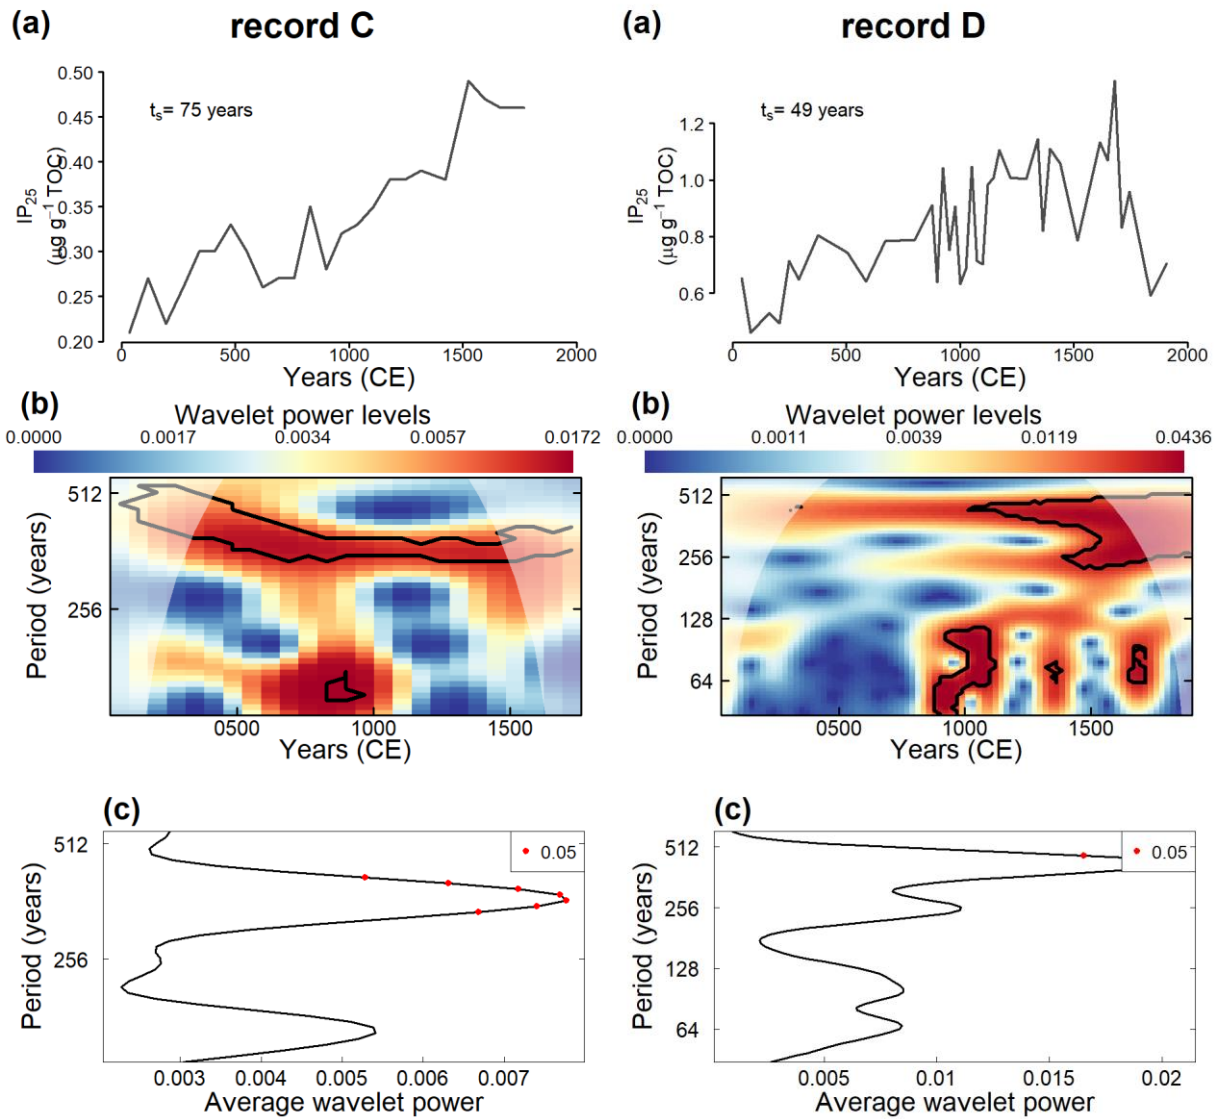 (a) record C
0.50
0.45
0.40
0.35
0.30
0.25
0.20
IP25
(µg g−1 TOC)
ts= 75 years
0 500 1000 1500 2000
Years (CE)
(a) record D
1.2
1.0
0.8
0.6
IP25
(µg g−1 TOC)
ts= 49 years
0 500 1000 1500 2000
Years (CE)
(b)
Wavelet power levels
0.0000 0.0017 0.0034 0.0057 0.0172
512
256
Period (years)
0500 1000 1500
Years (CE)
(b)
Wavelet power levels
0.0000 0.0011 0.0039 0.0119 0.0436
512
256
128
64
Period (years)
0500 1000 1500
Years (CE)
(c)
512
256
Period (years)
0.05
0.003 0.004 0.005 0.006 0.007
Average wavelet power
(c)
512
256
128
64
Period (years)
0.05
0.005 0.01 0.015 0.02
Average wavelet power